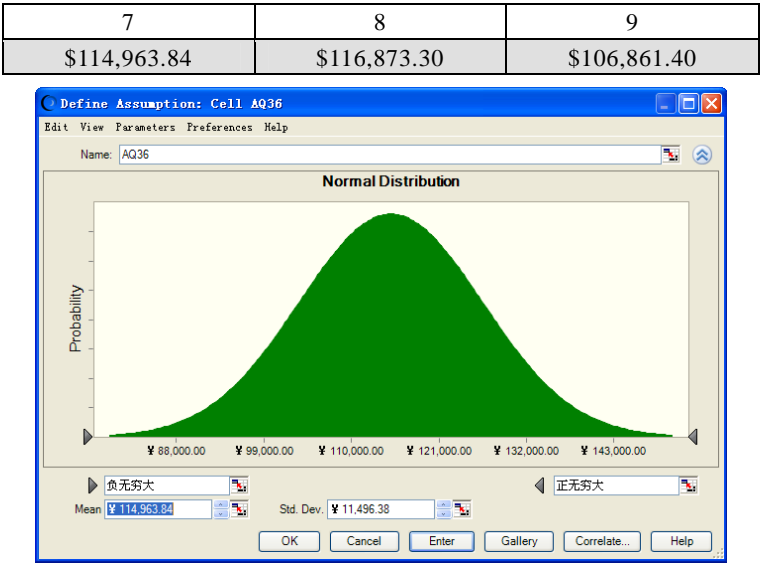 7 8 9
$114,963.84 $116,873.30 $106,861.40
Define Assumption: Cell AQ36
Edit View Parameters Preferences Help
Name: AQ36
Normal Distribution
Probability
¥ 88,000.00 ¥ 99,000.00 ¥ 110,000.00 ¥ 121,000.00 ¥ 132,000.00 ¥ 143,000.00
负无穷大 正无穷大
Mean ¥ 114,963.84 Std. Dev. ¥ 11,496.38
OK Cancel Enter Gallery Correlate... Help